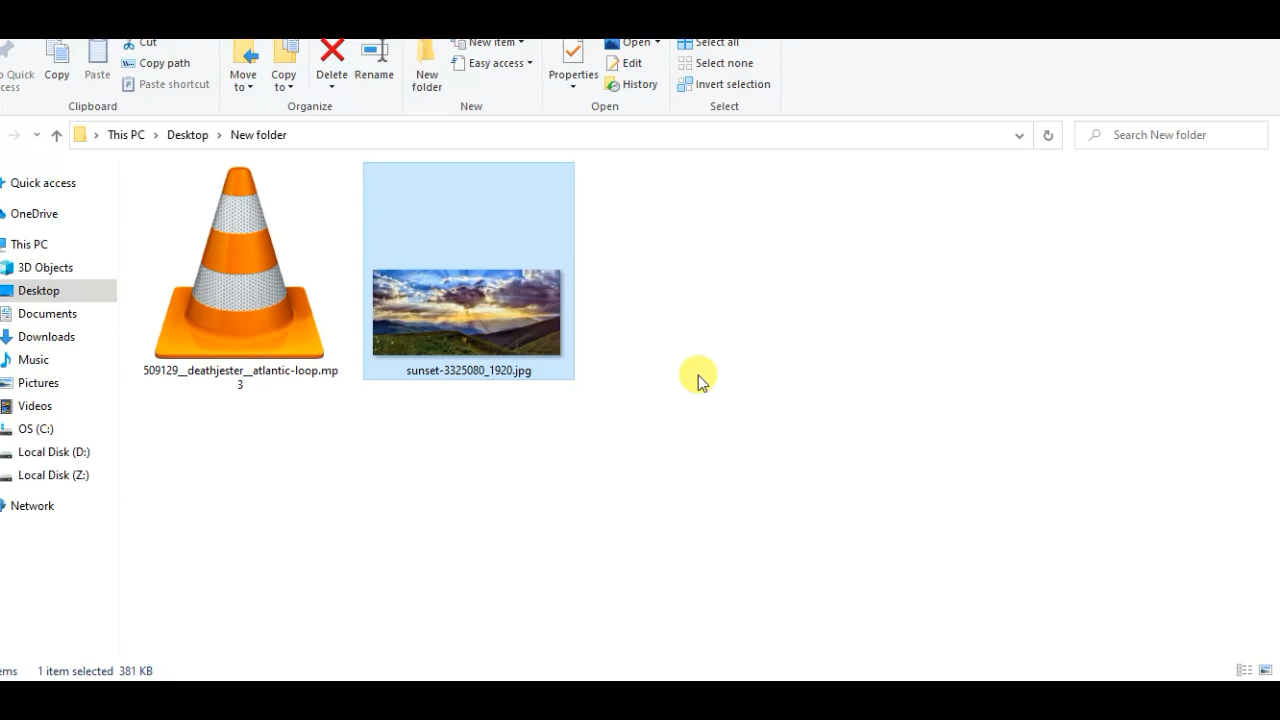 Cut
New item
Open
Select all
o Quick
cess
Copy
Paste
Copy path
Paste shortcut
Move
to
Copy
to
Delete
Rename
New
folder
Easy access
Properties
Edit
History
Select none
Invert selection
Clipboard
Organize
New
Open
Select
This PC > Desktop > New folder
Search New folder
Quick access
OneDrive
This PC
3D Objects
Desktop
Documents
Downloads
Music
Pictures
Videos
OS (C:)
Local Disk (D:)
Local Disk (Z:)
Network
509129__deathjester__atlantic-loop.mp
3
sunset-3325080_1920.jpg
ems 1 item selected 381 KB